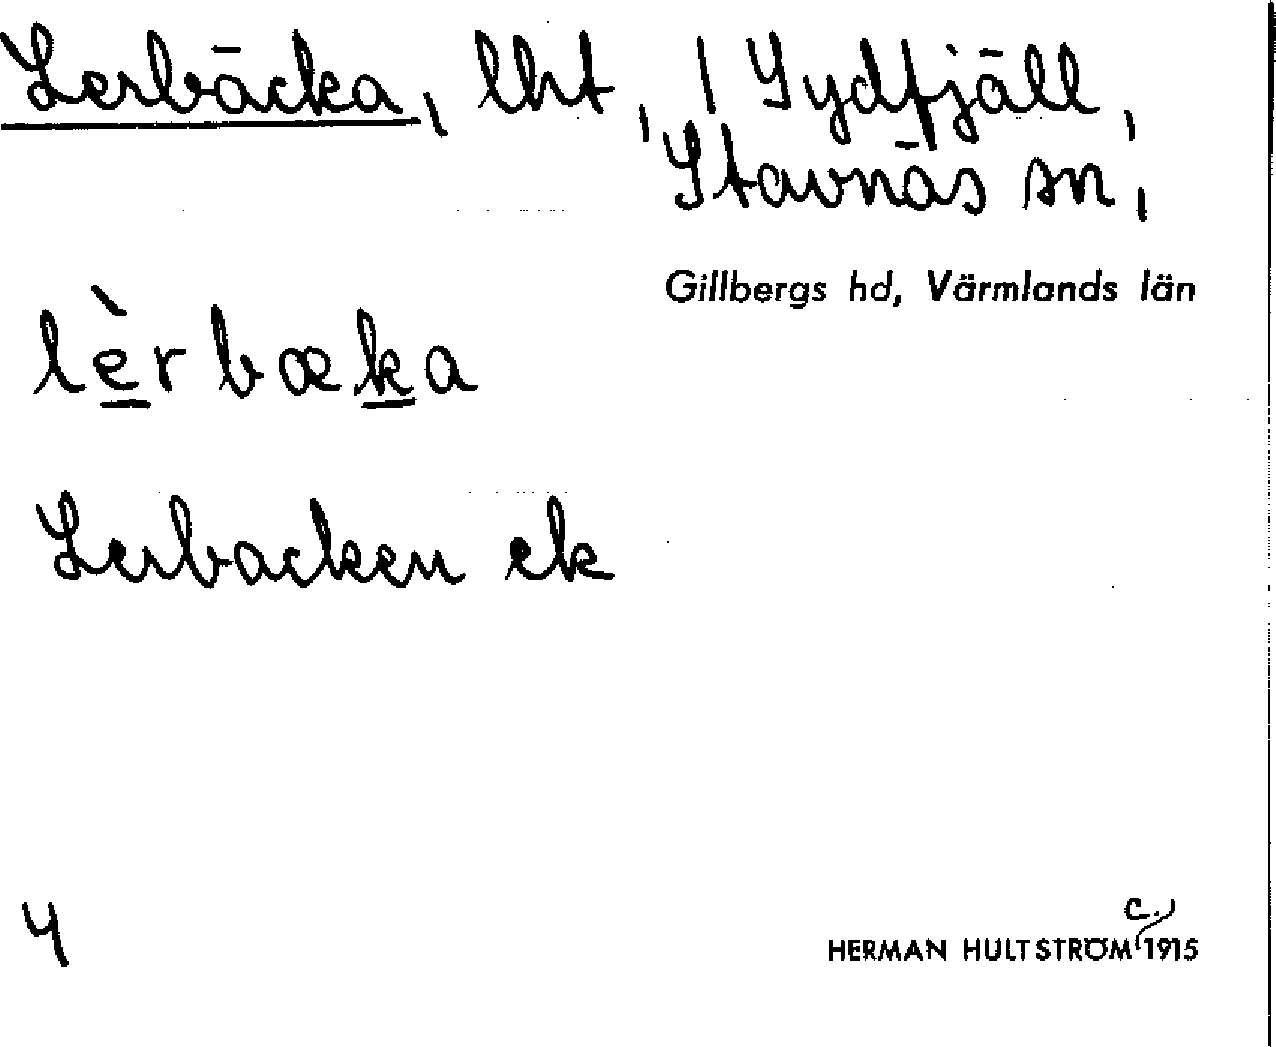 Lerbäcka, lht, i Sydfjäll,
Stavnäs sn,
Gillbergs hd, Värmlands län
lèrbœka
Lerbacken ek
4
c.
HERMAN HULTSTRÖM 1915